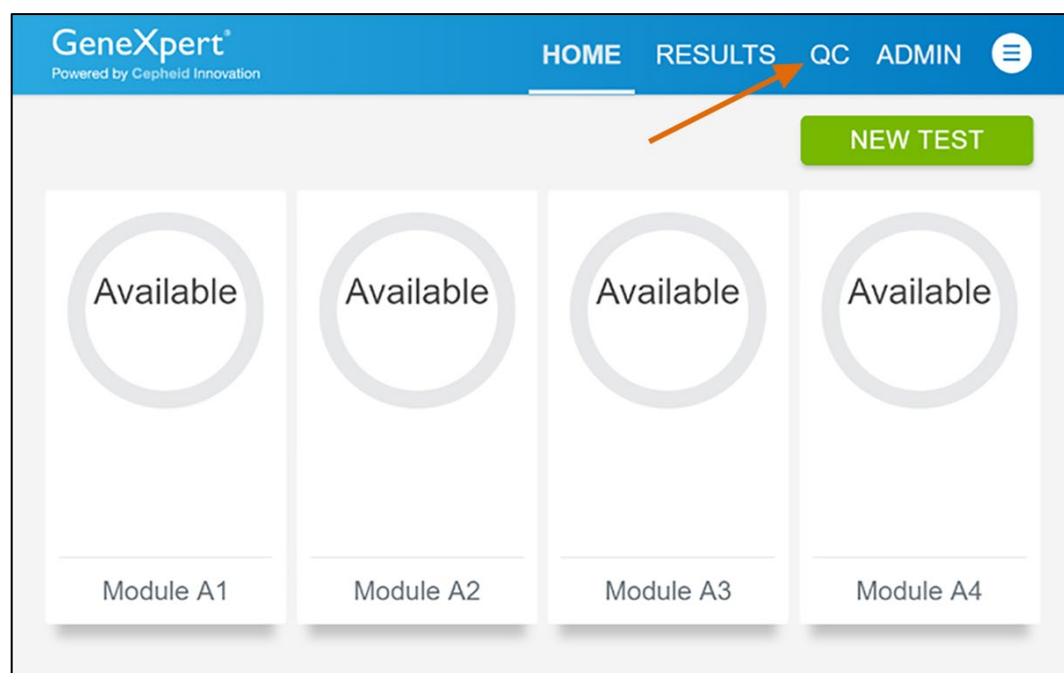 GeneXpert®
Powered by Cepheid Innovation
HOME RESULTS QC ADMIN
NEW TEST
Available Available Available Available
Module A1 Module A2 Module A3 Module A4